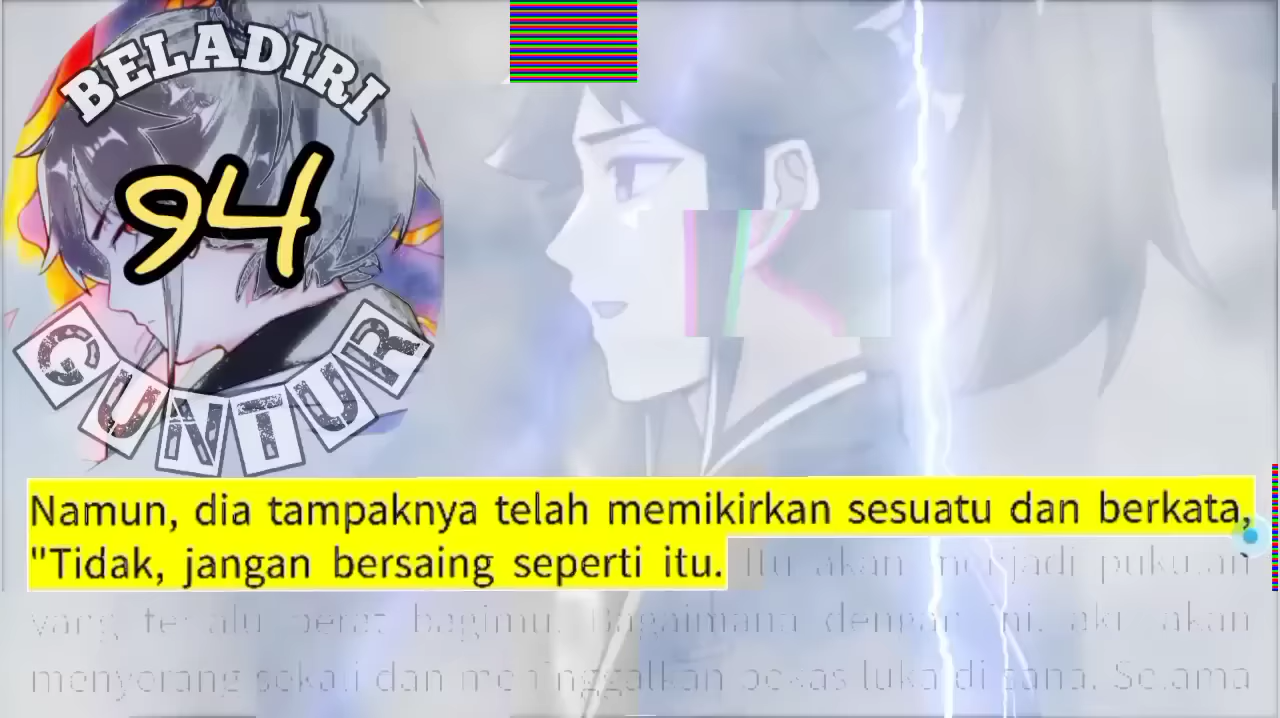 BELADIRI
94
GUNTUR
Namun, dia tampaknya telah memikirkan sesuatu dan berkata,
"Tidak, jangan bersaing seperti itu. Itu akan menjadi pukulan
yang terlalu berat bagimu. Bagaimana dengan ini, aku akan
menyerang sekali dan meninggalkan bekas luka di sana. Selama